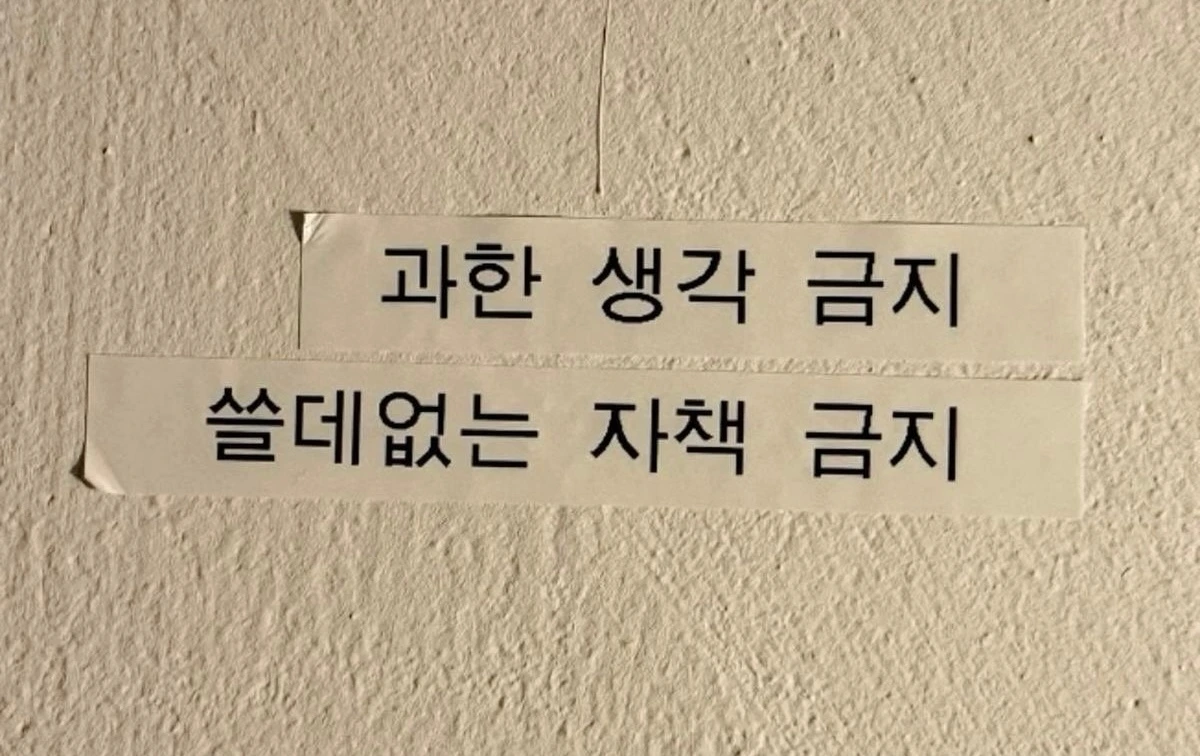 과한 생각 금지
쓸데없는 자책 금지